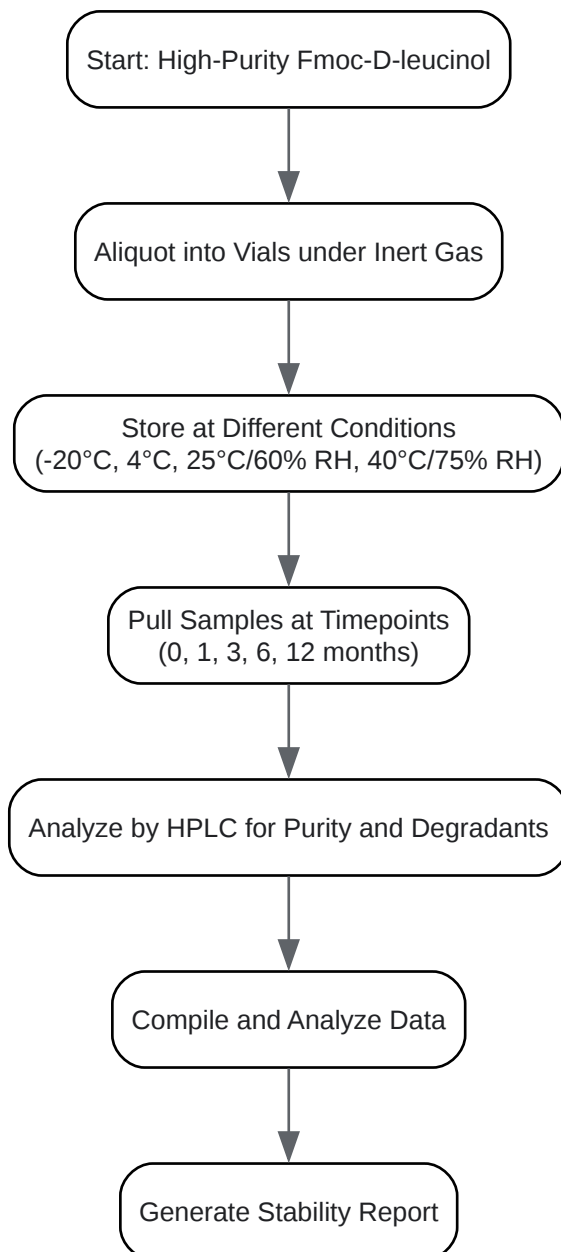 Start: High-Purity Fmoc-D-leucinol
Aliquot into Vials under Inert Gas
Store at Different Conditions
(-20°C, 4°C, 25°C/60% RH, 40°C/75% RH)
Pull Samples at Timepoints
(0, 1, 3, 6, 12 months)
Analyze by HPLC for Purity and Degradants
Compile and Analyze Data
Generate Stability Report